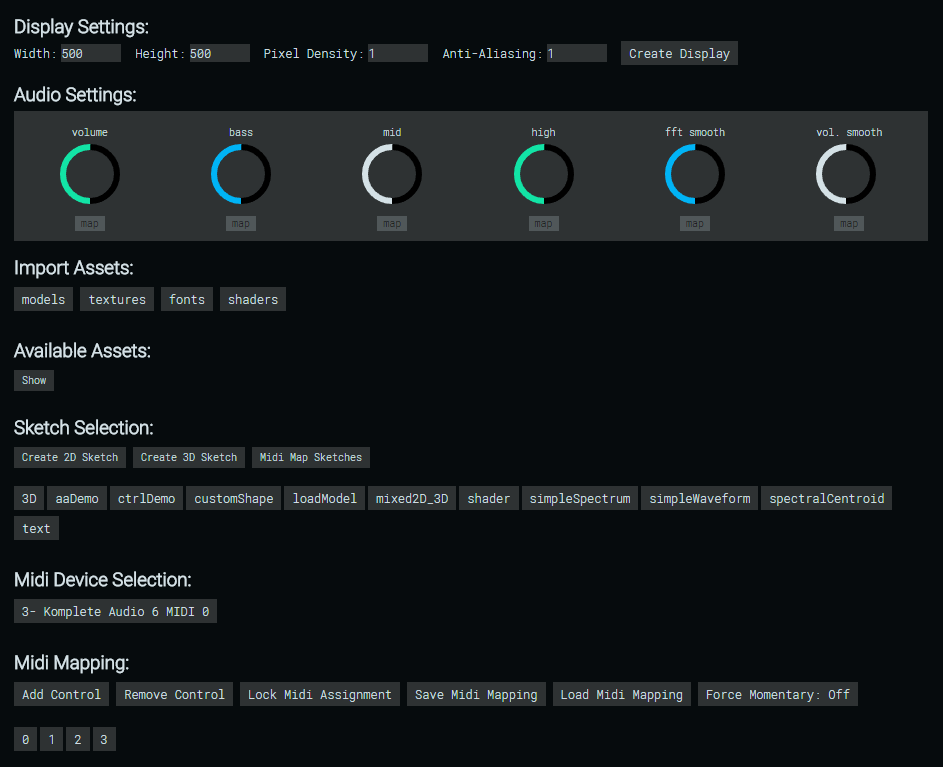 Display Settings:
Width: 500 Height: 500 Pixel Density: 1 Anti-Aliasing: 1 Create Display
Audio Settings:
volume bass mid high fft smooth vol. smooth
map map map map map map
Import Assets:
models textures fonts shaders
Available Assets:
Show
Sketch Selection:
Create 2D Sketch Create 3D Sketch Midi Map Sketches
3D aaDemo ctrlDemo customShape loadModel mixed2D_3D shader simpleSpectrum simpleWaveform spectralCentroid
text
Midi Device Selection:
3- Komplete Audio 6 MIDI 0
Midi Mapping:
Add Control Remove Control Lock Midi Assignment Save Midi Mapping Load Midi Mapping Force Momentary: Off
0 1 2 3